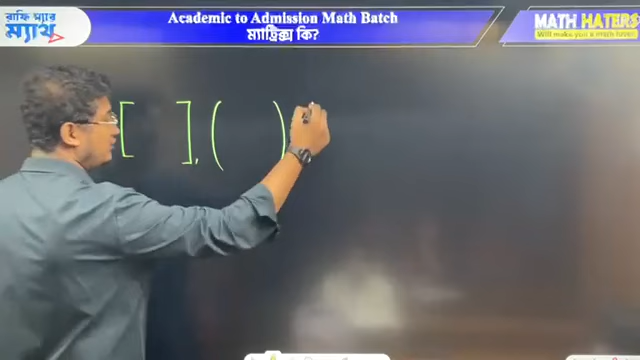 রাফি স্যার
ম্যাথ
Academic to Admission Math Batch
ম্যাট্রিক্স কি?
MATH HATERS
Will make you a math lover
[ ], ( )